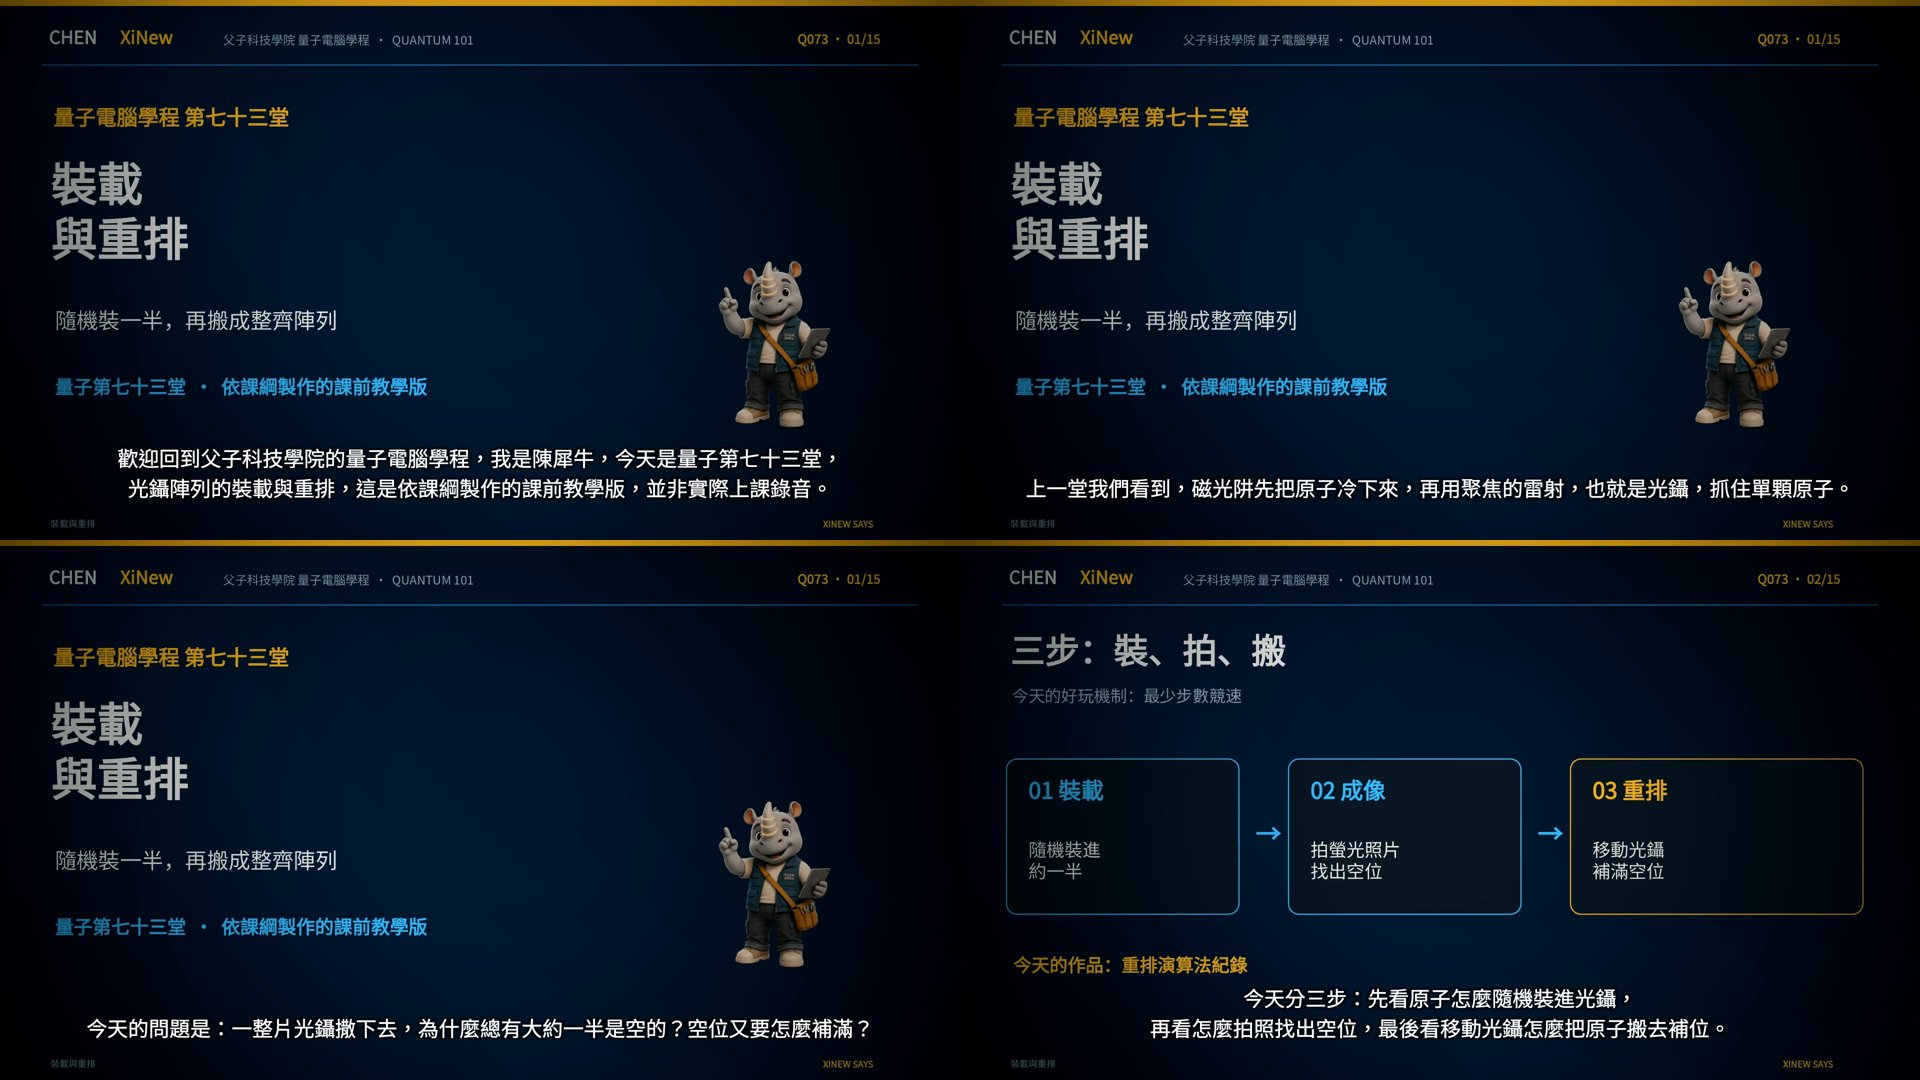 CHEN XiNew 父子科技學院 量子電腦學程 · QUANTUM 101 Q073 · 01/15
量子電腦學程 第七十三堂
裝載
與重排
隨機裝一半，再搬成整齊陣列
量子第七十三堂 · 依課綱製作的課前教學版
歡迎回到父子科技學院的量子電腦學程，我是陳犀牛，今天是量子第七十三堂，
光鑷陣列的裝載與重排，這是依課綱製作的課前教學版，並非實際上課錄音。
裝載與重排 XINEW SAYS
CHEN XiNew 父子科技學院 量子電腦學程 · QUANTUM 101 Q073 · 01/15
量子電腦學程 第七十三堂
裝載
與重排
隨機裝一半，再搬成整齊陣列
量子第七十三堂 · 依課綱製作的課前教學版
上一堂我們看到，磁光阱先把原子冷下來，再用聚焦的雷射，也就是光鑷，抓住單顆原子。
裝載與重排 XINEW SAYS
CHEN XiNew 父子科技學院 量子電腦學程 · QUANTUM 101 Q073 · 01/15
量子電腦學程 第七十三堂
裝載
與重排
隨機裝一半，再搬成整齊陣列
量子第七十三堂 · 依課綱製作的課前教學版
今天的問題是：一整片光鑷撒下去，為什麼總有大約一半是空的？空位又要怎麼補滿？
裝載與重排 XINEW SAYS
CHEN XiNew 父子科技學院 量子電腦學程 · QUANTUM 101 Q073 · 02/15
三步：裝、拍、搬
今天的好玩機制：最少步數競速
01 裝載
隨機裝進
約一半
→
02 成像
拍螢光照片
找出空位
→
03 重排
移動光鑷
補滿空位
今天的作品：重排演算法紀錄
今天分三步：先看原子怎麼隨機裝進光鑷，
再看怎麼拍照找出空位，最後看移動光鑷怎麼把原子搬去補位。
裝載與重排 XINEW SAYS